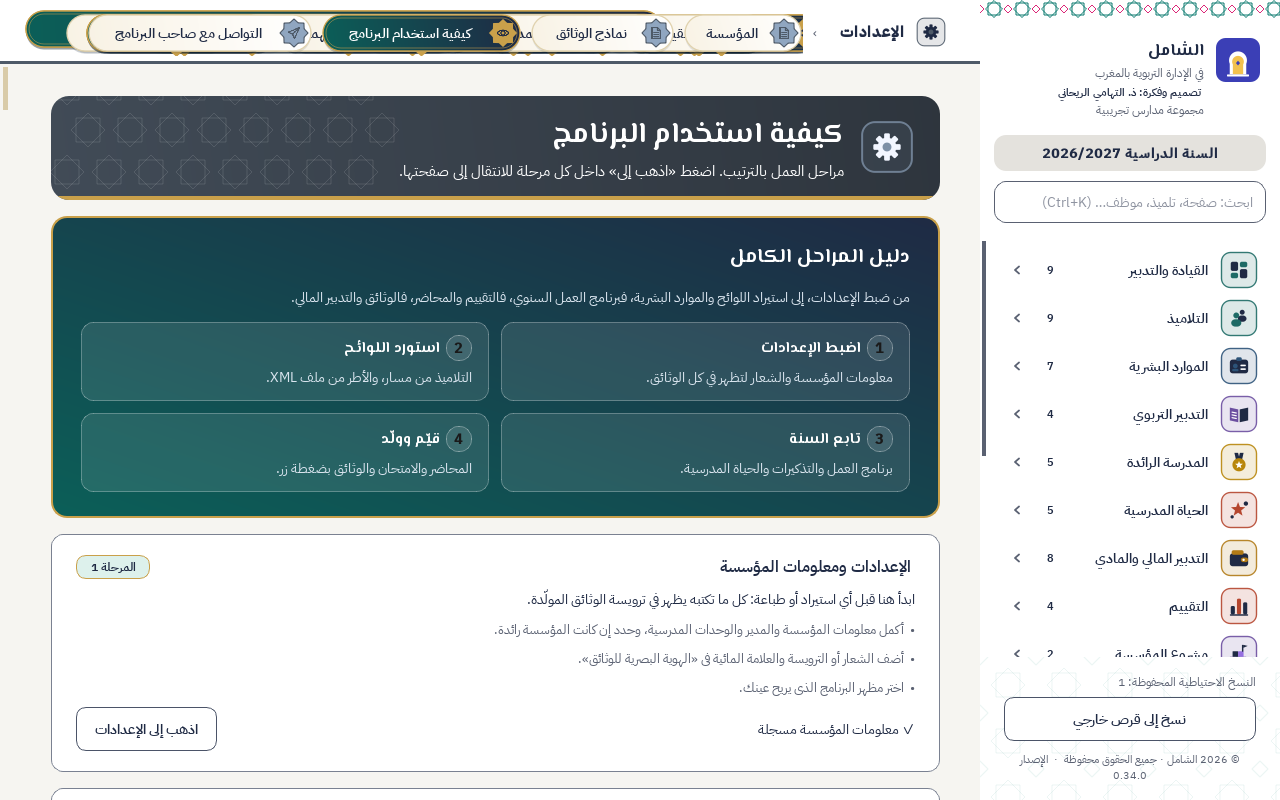 الشامل
في الإدارة التربوية بالمغرب
تصميم وفكرة: ذ. التهامي الريحاني
مجموعة مدارس تجريبية
السنة الدراسية 2026/2027
ابحث: صفحة، تلميذ، موظف... (Ctrl+K)
القيادة والتدبير 9
التلاميذ 9
الموارد البشرية 7
التدبير التربوي 4
المدرسة الرائدة 5
الحياة المدرسية 5
التدبير المالي والمادي 8
التقييم 4
مشروع المؤسسة 2
النسخ الاحتياطية المحفوظة: 1
نسخ إلى قرص خارجي
© 2026 الشامل · جميع الحقوق محفوظة · الإصدار
0.34.0
الإعدادات
المؤسسة
نماذج الوثائق
كيفية استخدام البرنامج
التواصل مع صاحب البرنامج
كيفية استخدام البرنامج
مراحل العمل بالترتيب. اضغط «اذهب إلى» داخل كل مرحلة للانتقال إلى صفحتها.
دليل المراحل الكامل
من ضبط الإعدادات، إلى استيراد اللوائح والموارد البشرية، فبرنامج العمل السنوي، فالتقييم والمحاضر، فالوثائق والتدبير المالي.
1 اضبط الإعدادات
معلومات المؤسسة والشعار لتظهر في كل الوثائق.
2 استورد اللوائح
التلاميذ من مسار، والأطر من ملف XML.
3 تابع السنة
برنامج العمل والتذكيرات والحياة المدرسية.
4 قيّم وولّد
المحاضر والامتحان والوثائق بضغطة زر.
الإعدادات ومعلومات المؤسسة
المرحلة 1
ابدأ هنا قبل أي استيراد أو طباعة: كل ما تكتبه يظهر في ترويسة الوثائق المولّدة.
• أكمل معلومات المؤسسة والمدير والوحدات المدرسية، وحدد إن كانت المؤسسة رائدة.
• أضف الشعار أو الترويسة والعلامة المائية في «الهوية البصرية للوثائق».
• اختر مظهر البرنامج الذي يريح عينك.
✓ معلومات المؤسسة مسجلة
اذهب إلى الإعدادات